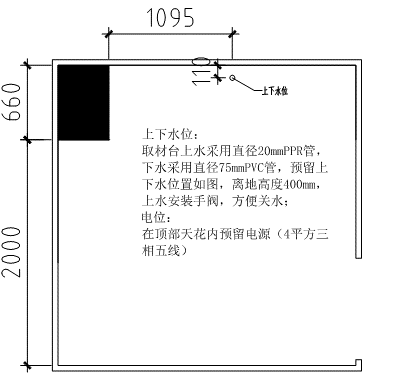 1095
110
上下水位
660
上下水位：
取材台上水采用直径20mmPPR管，
下水采用直径75mmPVC管，预留上
下水位置如图，离地高度400mm，
上水安装手阀，方便关水；
电位：
在顶部天花内预留电源（4平方三
相五线）
2000